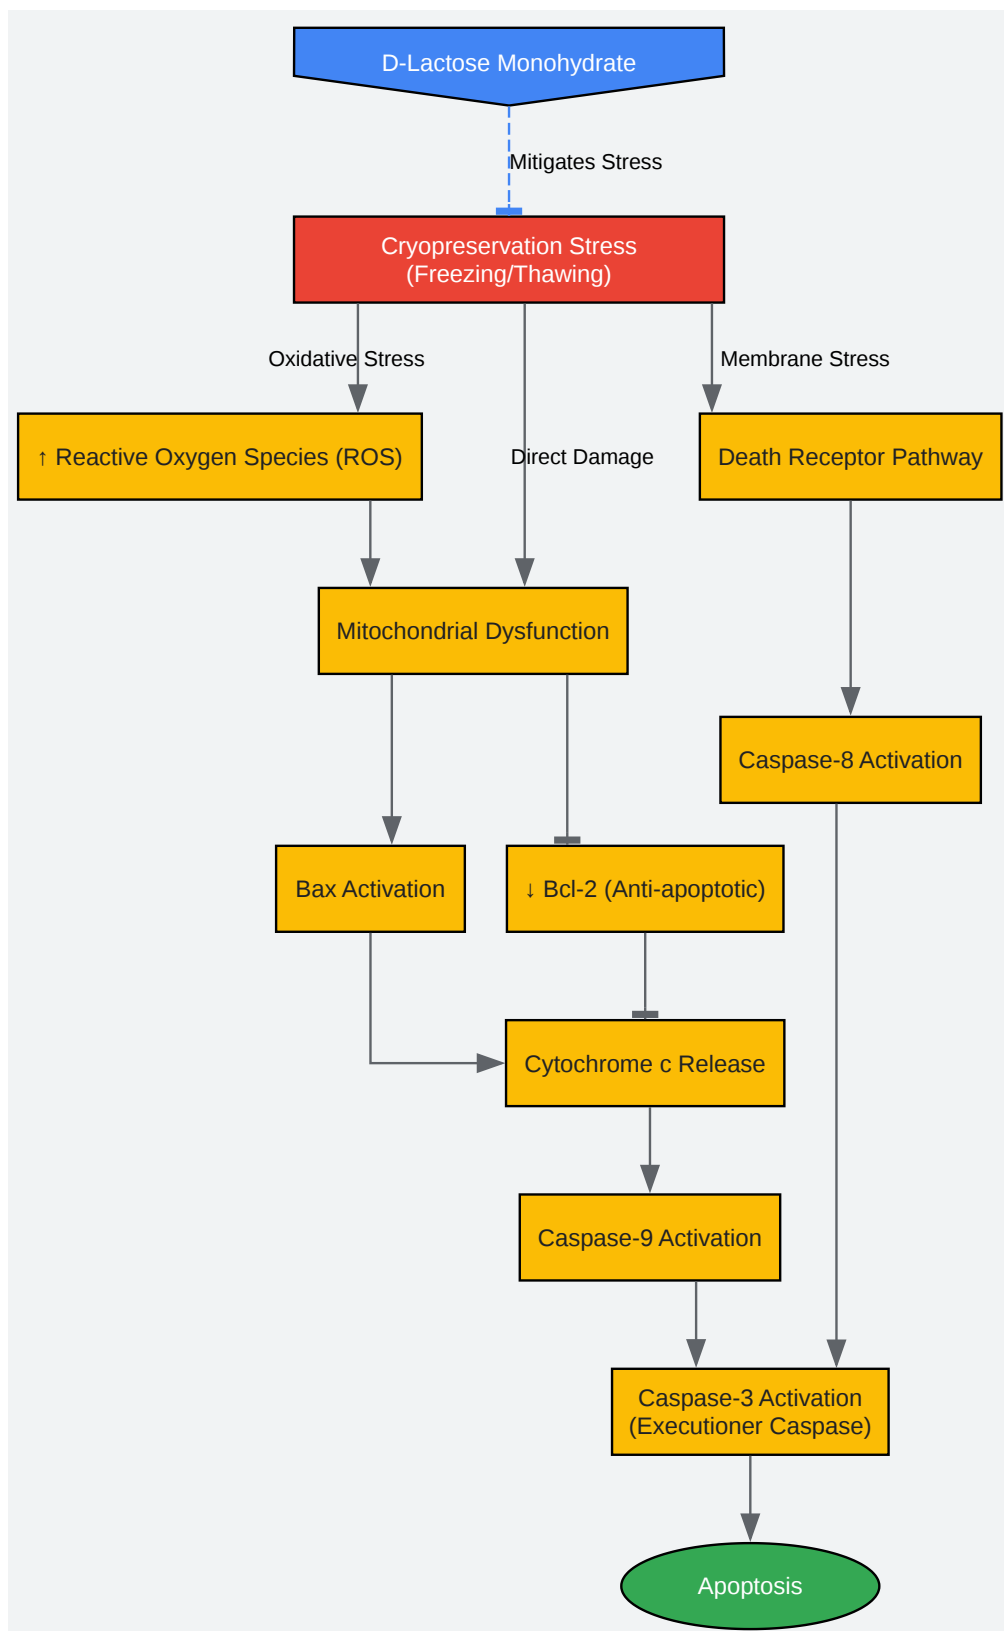 D-Lactose Monohydrate
Mitigates Stress
Cryopreservation Stress
(Freezing/Thawing)
Oxidative Stress
Membrane Stress
↑ Reactive Oxygen Species (ROS)
Direct Damage
Death Receptor Pathway
Mitochondrial Dysfunction
Caspase-8 Activation
Bax Activation
↓ Bcl-2 (Anti-apoptotic)
Cytochrome c Release
Caspase-9 Activation
Caspase-3 Activation
(Executioner Caspase)
Apoptosis